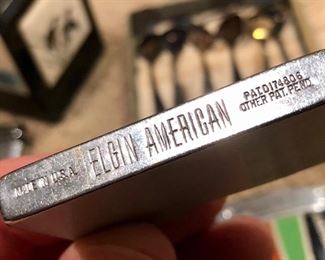 MADE IN U.S.A.
ELGIN AMERICAN
PAT.D174806
OTHER PAT. PEND.